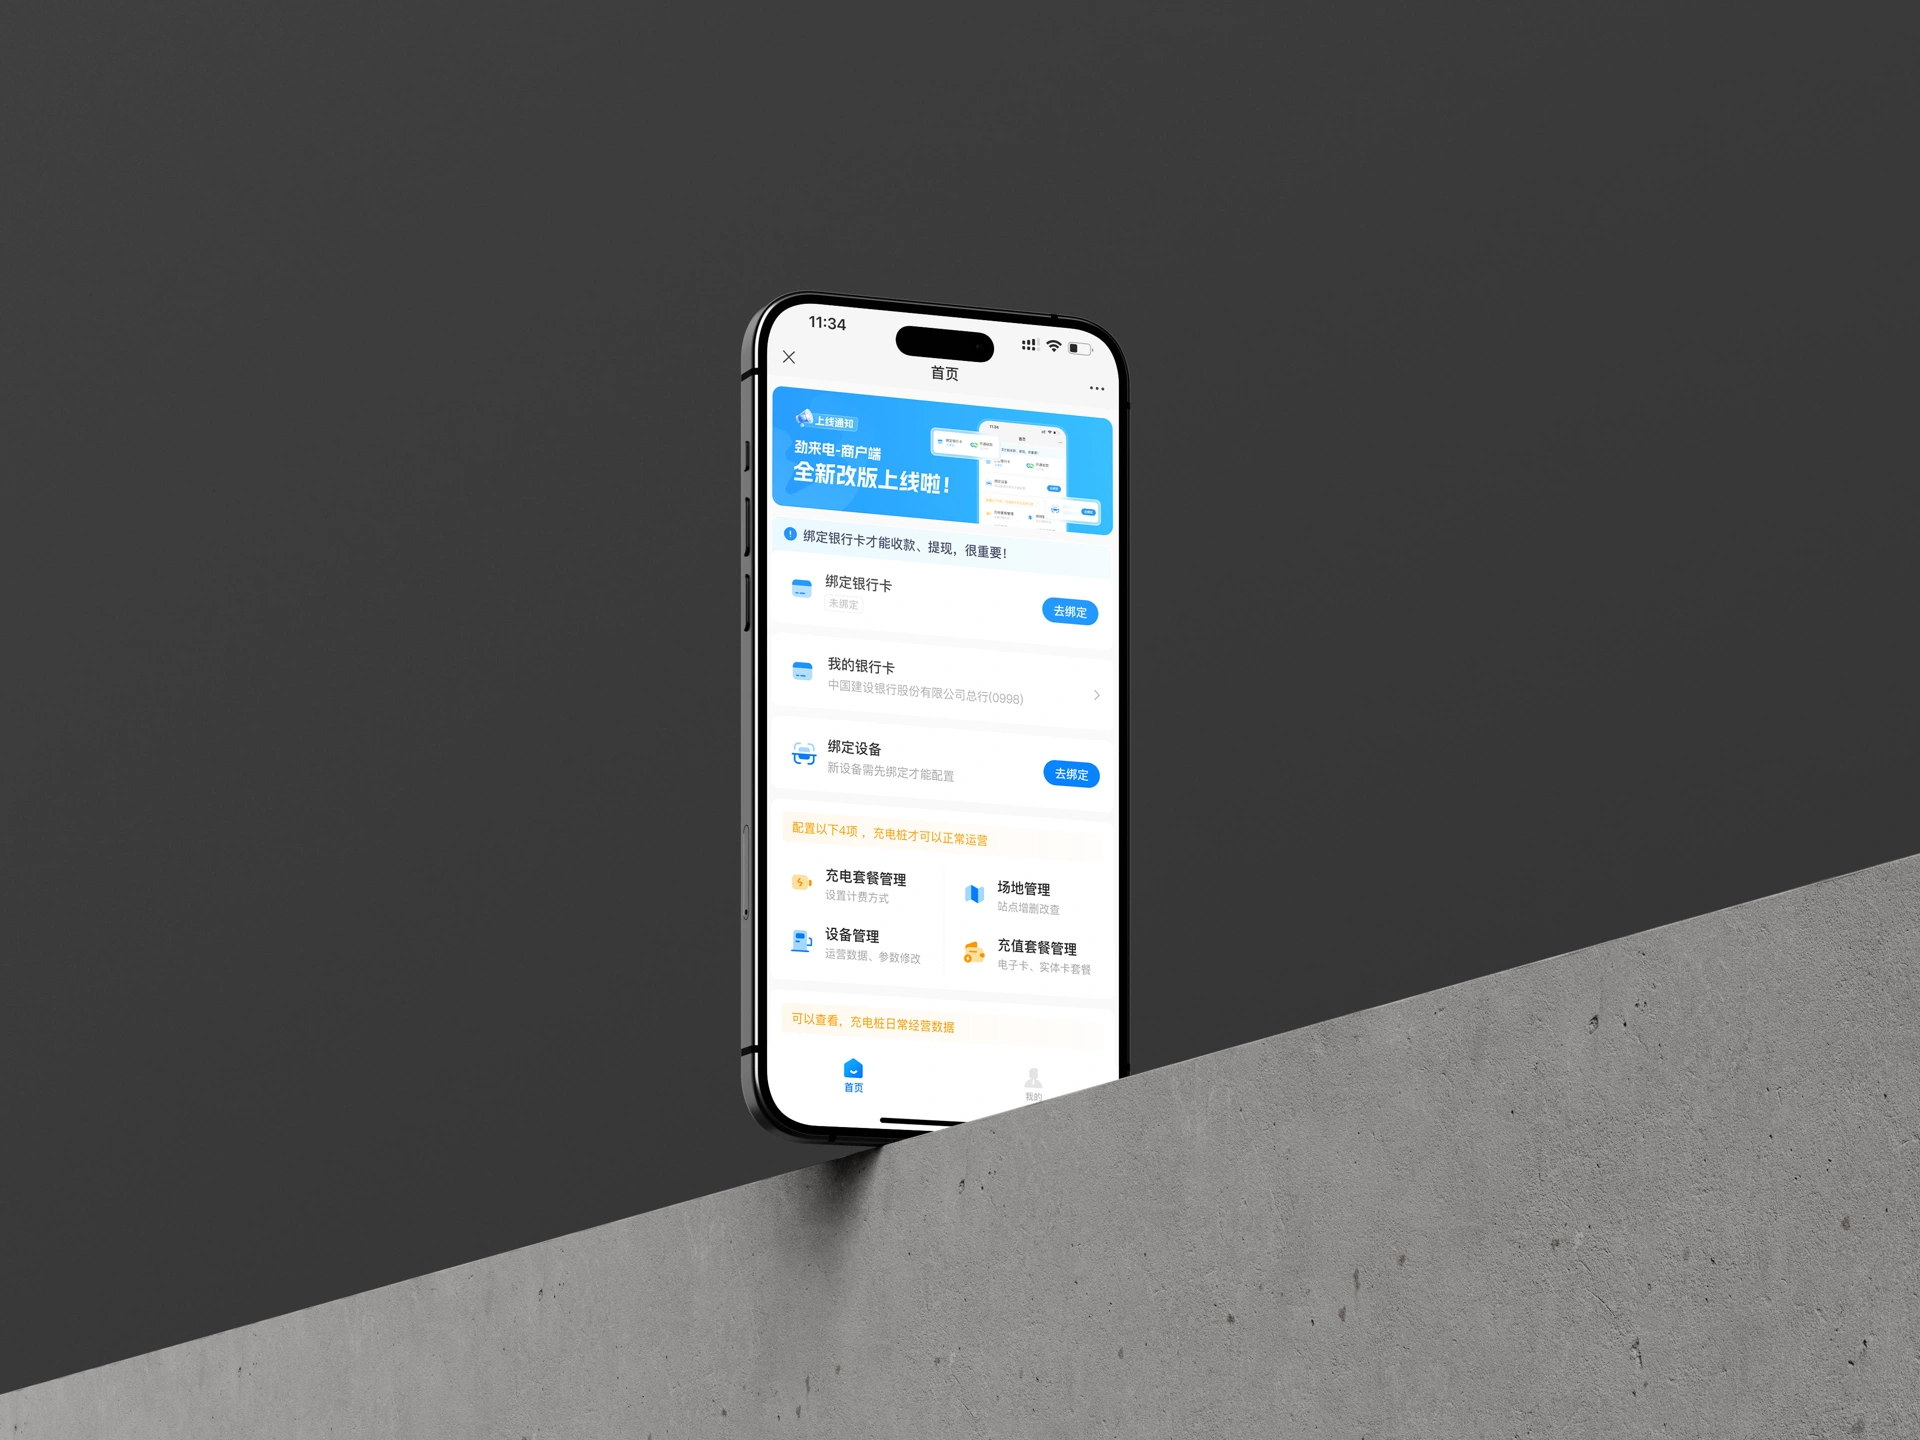 11:34
首页
上线通知
劲来电-商户端
全新改版上线啦！
绑定银行卡才能收款、提现，很重要！
绑定银行卡
未绑定
去绑定
我的银行卡
中国建设银行股份有限公司总行(0998)
绑定设备
新设备需先绑定才能配置
去绑定
配置以下4项，充电桩才可以正常运营
充电套餐管理
设置计费方式
场地管理
站点增删改查
设备管理
运营数据、参数修改
充值套餐管理
电子卡、实体卡套餐
可以查看，充电桩日常经营数据
首页
我的